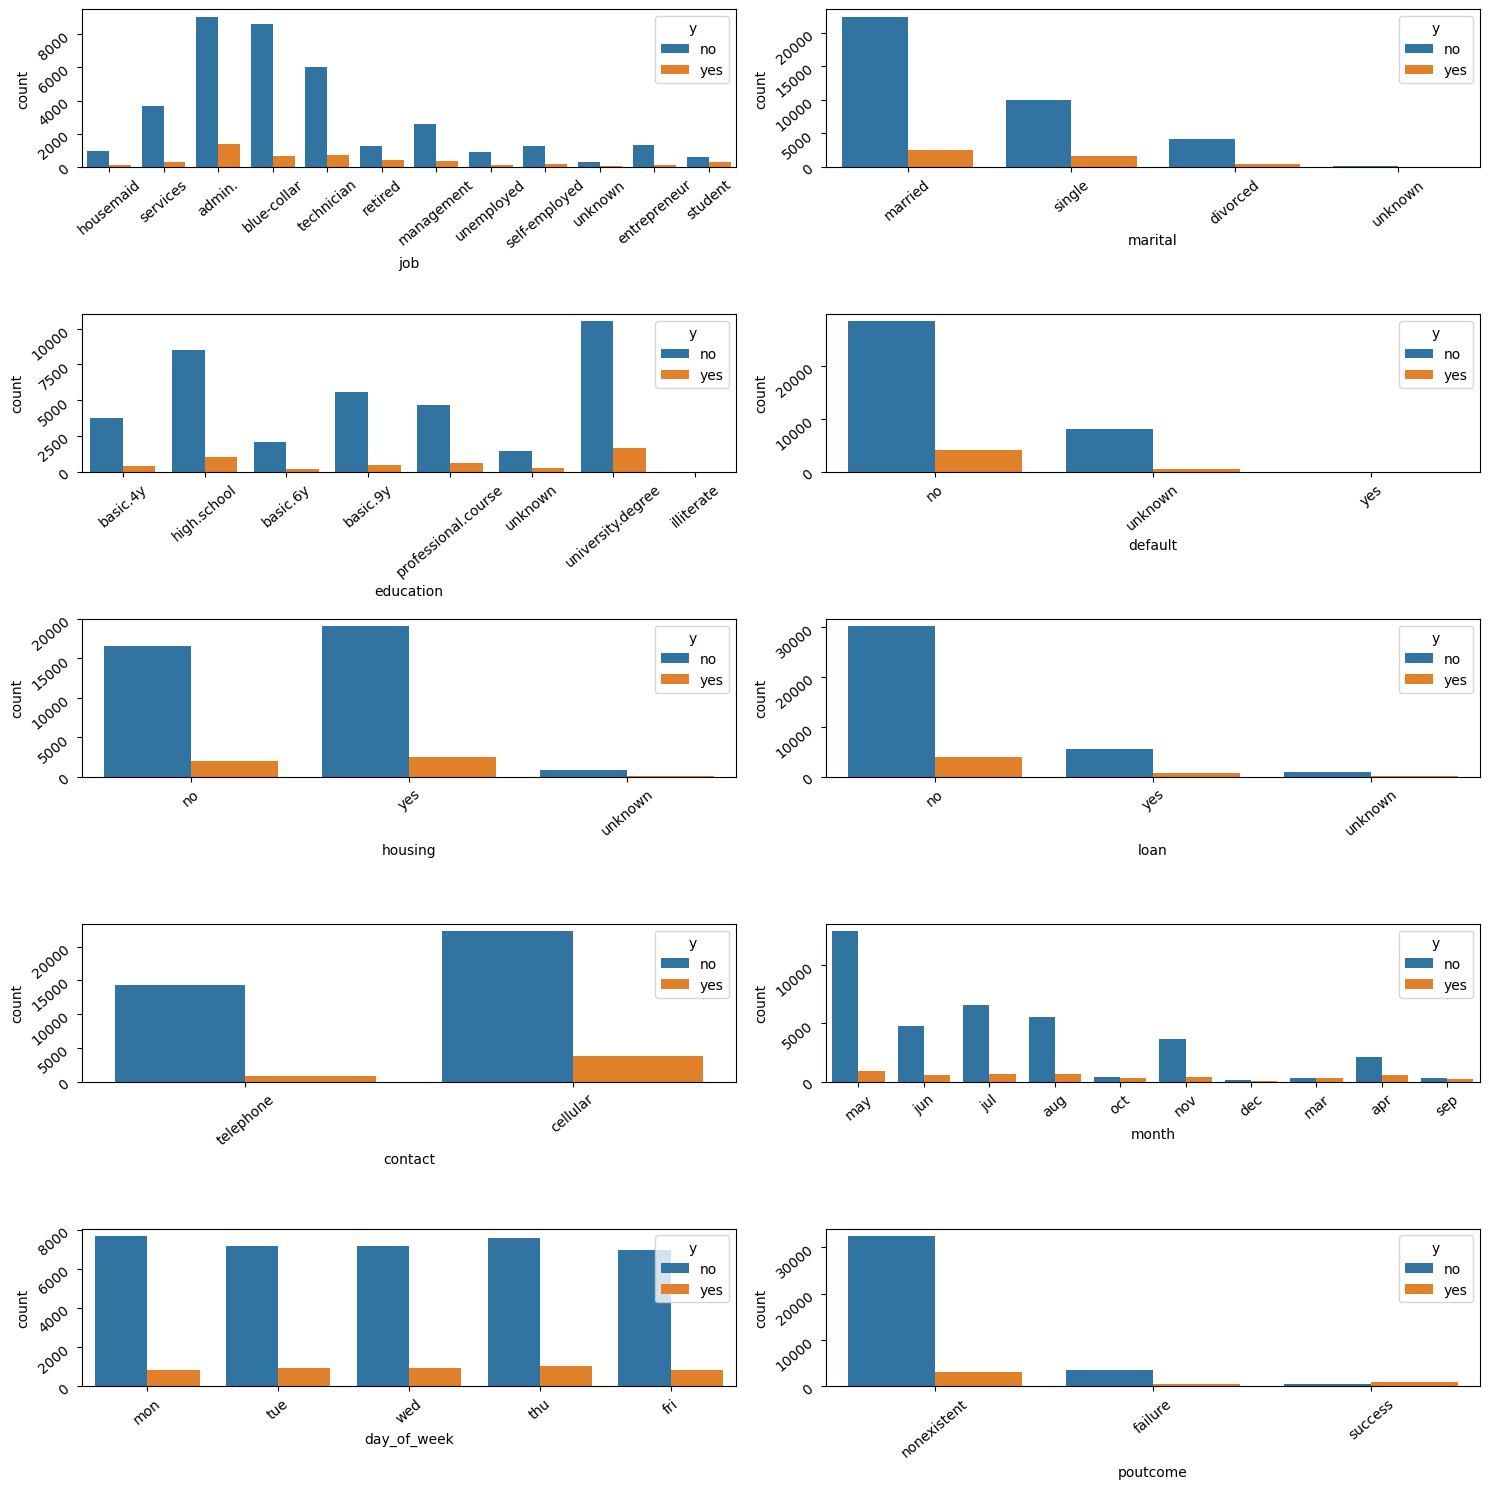 count
8000
6000
4000
2000
0
y
no
yes
housemaid
services
admin.
blue-collar
technician
retired
management
unemployed
self-employed
unknown
entrepreneur
student
job
count
20000
15000
10000
5000
0
y
no
yes
married
single
divorced
unknown
marital
count
10000
7500
5000
2500
0
y
no
yes
basic.4y
high.school
basic.6y
basic.9y
professional.course
unknown
university.degree
illiterate
education
count
20000
10000
0
y
no
yes
no
unknown
yes
default
count
20000
15000
10000
5000
0
y
no
yes
no
yes
unknown
housing
count
30000
20000
10000
0
y
no
yes
no
yes
unknown
loan
count
20000
15000
10000
5000
0
y
no
yes
telephone
cellular
contact
count
10000
5000
0
y
no
yes
may
jun
jul
aug
oct
nov
dec
mar
apr
sep
month
count
8000
6000
4000
2000
0
y
no
yes
mon
tue
wed
thu
fri
day_of_week
count
30000
20000
10000
0
y
no
yes
nonexistent
failure
success
poutcome